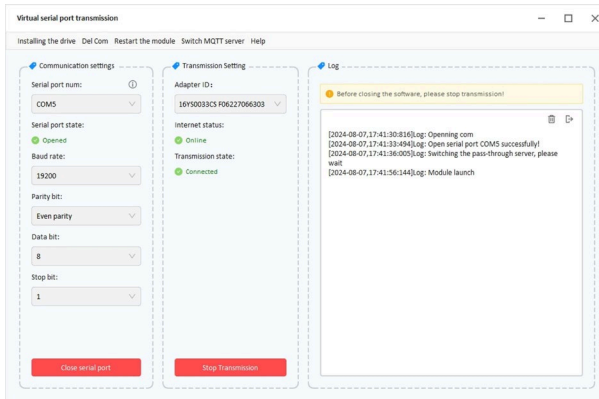 Virtual serial port transmission
Installing the drive Del Com Restart the module Switch MQTT server Help
Communication settings
Serial port num:
COM5
Serial port state:
Opened
Baud rate:
19200
Parity bit:
Even parity
Data bit:
8
Stop bit:
1
Close serial port
Transmission Setting
Adapter ID:
16YS0033CS F06227066303
Internet status:
Online
Transmission state:
Connected
Stop Transmission
Log
Before closing the software, please stop transmission!
[2024-08-07,17:41:30:816]Log: Openning com
[2024-08-07,17:41:33:494]Log: Open serial port COM5 successfully!
[2024-08-07,17:41:36:005]Log: Switching the pass-through server, please
wait
[2024-08-07,17:41:56:144]Log: Module launch